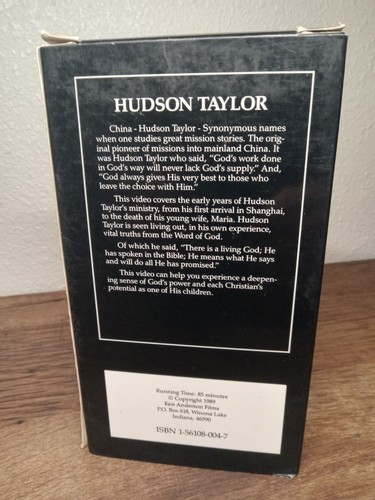 HUDSON TAYLOR
China - Hudson Taylor - Synonymous names
when one studies great mission stories. The orig-
inal pioneer of missions into mainland China. It
was Hudson Taylor who said, "God's work done
in God's way will never lack God's supply." And,
"God always gives His very best to those who
leave the choice with Him."
This video covers the early years of Hudson
Taylor's ministry, from his first arrival in Shanghai,
to the death of his young wife, Maria. Hudson
Taylor is seen living out, in his own experience,
vital truths from the Word of God.
Of which he said, "There is a living God; He
has spoken in the Bible; He means what He says
and will do all He has promised."
This video can help you experience a deepen-
ing sense of God's power and each Christian's
potential as one of His children.
Running Time: 85 minutes
© Copyright 1989
Ken Anderson Films
P.O. Box 618, Winona Lake
Indiana, 46590
ISBN 1-56108-004-7